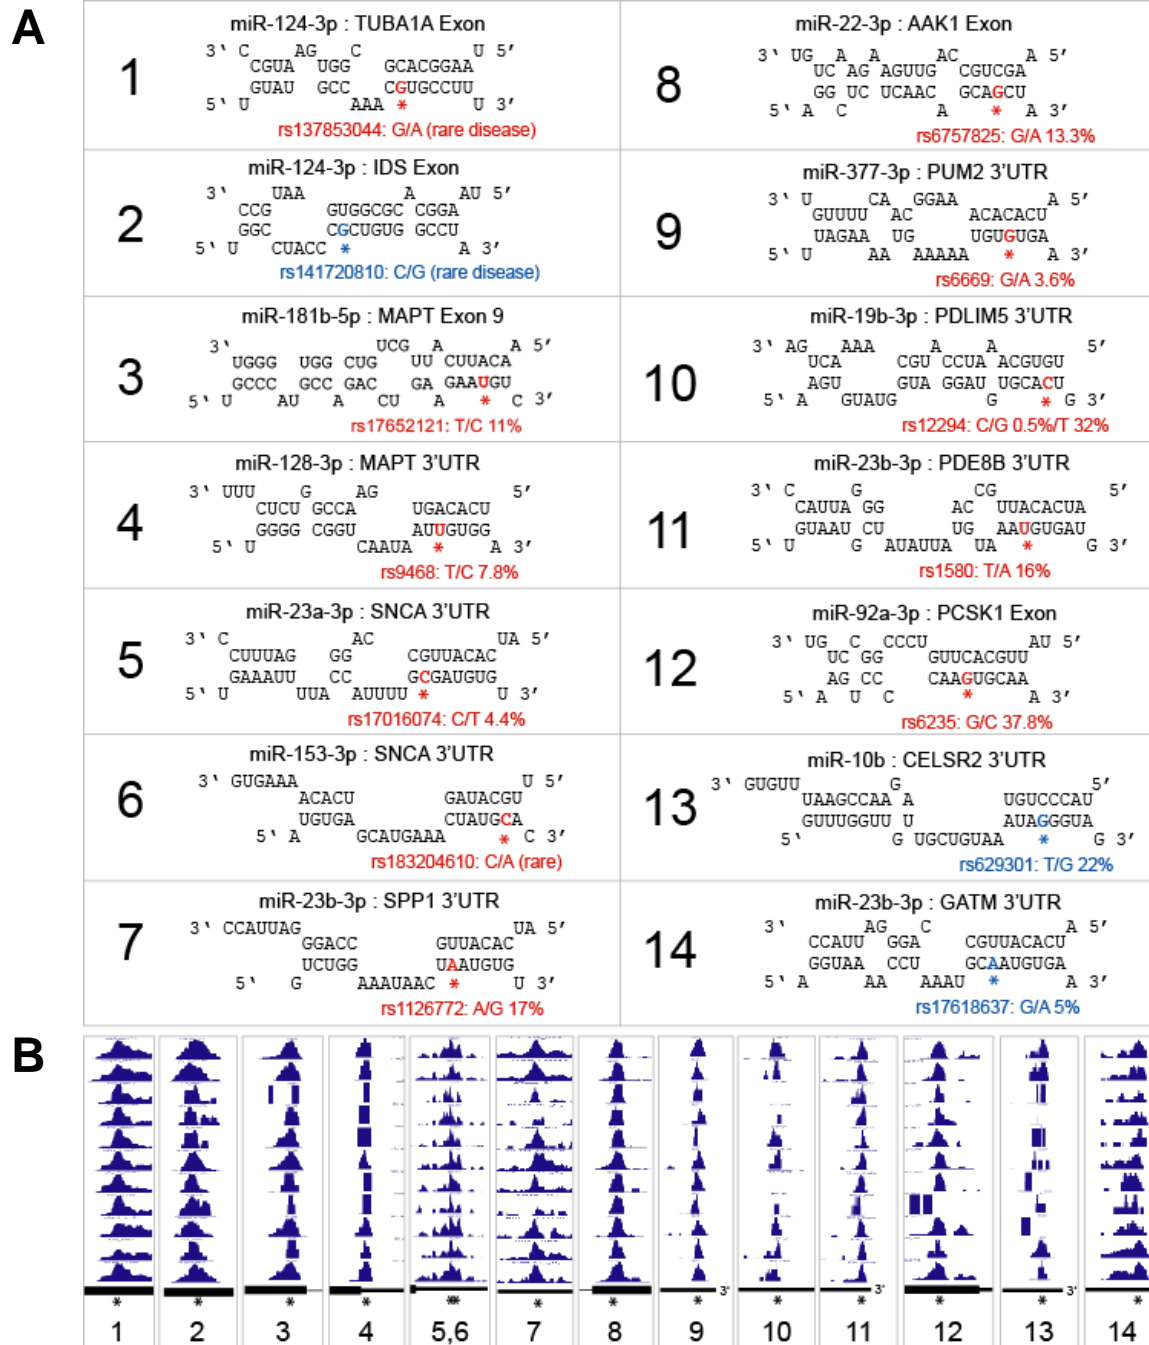 A
1
miR-124-3p : TUBA1A Exon
3‘ C AG C U 5’
CGUA UGG GCACGGAA
GUAU GCC CGUGCCUU
5‘ U AAA * U 3’
rs137853044: G/A (rare disease)
2
miR-124-3p : IDS Exon
3‘ UAA A AU 5’
CCG GUGGCGC CGGA
GGC CGCUGUG GCCU
5‘ U CUACC * A 3’
rs141720810: C/G (rare disease)
3
miR-181b-5p : MAPT Exon 9
3‘ UCG A A 5’
UGGG UGG CUG UU CUUACA
GCCC GCC GAC GA GAAUGU
5‘ U AU A CU A * C 3’
rs17652121: T/C 11%
4
miR-128-3p : MAPT 3’UTR
3‘ UUU G AG 5’
CUCU GCCA UGACACU
GGGG CGGU AUUGUGG
5‘ U CAAUA * A 3’
rs9468: T/C 7.8%
5
miR-23a-3p : SNCA 3’UTR
3‘ C AC UA 5’
CUUUAG GG CGUUACAC
GAAAUU CC GCGAUGUG
5‘ U UUA AUUUU * U 3’
rs17016074: C/T 4.4%
6
miR-153-3p : SNCA 3’UTR
3‘ GUGAAA U 5’
ACACU GAUACGU
UGUGA CUAUGCA
5‘ A GCAUGAAA * C 3’
rs183204610: C/A (rare)
7
miR-23b-3p : SPP1 3’UTR
3‘ CCAUUAG UA 5’
GGACC GUUACAC
UCUGG UAAUGUG
5‘ G AAAUAAC * U 3’
rs1126772: A/G 17%
8
miR-22-3p : AAK1 Exon
3‘ UG A A AC A 5’
UC AG AGUUG CGUCGA
GG UC UCAAC GCAGCU
5‘ A C A * A 3’
rs6757825: G/A 13.3%
9
miR-377-3p : PUM2 3’UTR
3‘ U CA GGAA A 5’
GUUUU AC ACACACU
UAGAA UG UGUGUGA
5‘ U AA AAAAA * A 3’
rs6669: G/A 3.6%
10
miR-19b-3p : PDLIM5 3’UTR
3‘ AG AAA A A 5’
UCA CGU CCUA ACGUGU
AGU GUA GGAU UGCACU
5‘ A GUAUG G * G 3’
rs12294: C/G 0.5%/T 32%
11
miR-23b-3p : PDE8B 3’UTR
3‘ C G CG 5’
CAUUA GG AC UUACACUA
GUAAU CU UG AAUGUGAU
5‘ U G AUAUUA UA * G 3’
rs1580: T/A 16%
12
miR-92a-3p : PCSK1 Exon
3‘ UG C CCCU AU 5’
UC GG GUUCACGUU
AG CC CAAGUGCAA
5‘ A U C * A 3’
rs6235: G/C 37.8%
13
miR-10b : CELSR2 3’UTR
3‘ GUGUU G 5’
UAAGCCAA A UGUCCCAU
GUUUGGUU U AUAGGGUA
5‘ G UGCUGUAA * G 3’
rs629301: T/G 22%
14
miR-23b-3p : GATM 3’UTR
3‘ AG C A 5’
CCAUU GGA CGUUACACU
GGUAA CCU GCAAUGUGA
5‘ A AA AAAU * A 3’
rs17618637: G/A 5%
B
3' 3' 3'
* * * * ** * * * * * * * *
1 2 3 4 5,6 7 8 9 10 11 12 13 14